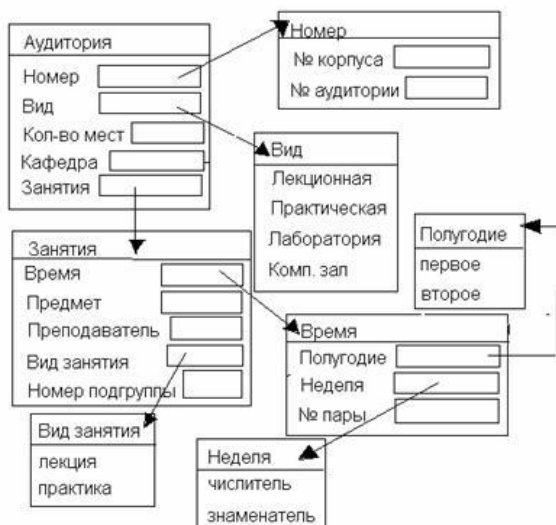 Аудитория
Номер
Вид
Кол-во мест
Кафедра
Занятия
Номер
№ корпуса
№ аудитории
Вид
Лекционная
Практическая
Лаборатория
Комп. зал
Полугодие
первое
второе
Занятия
Время
Предмет
Преподаватель
Вид занятия
Номер подгруппы
Время
Полугодие
Неделя
№ пары
Вид занятия
лекция
практика
Неделя
числитель
знаменатель